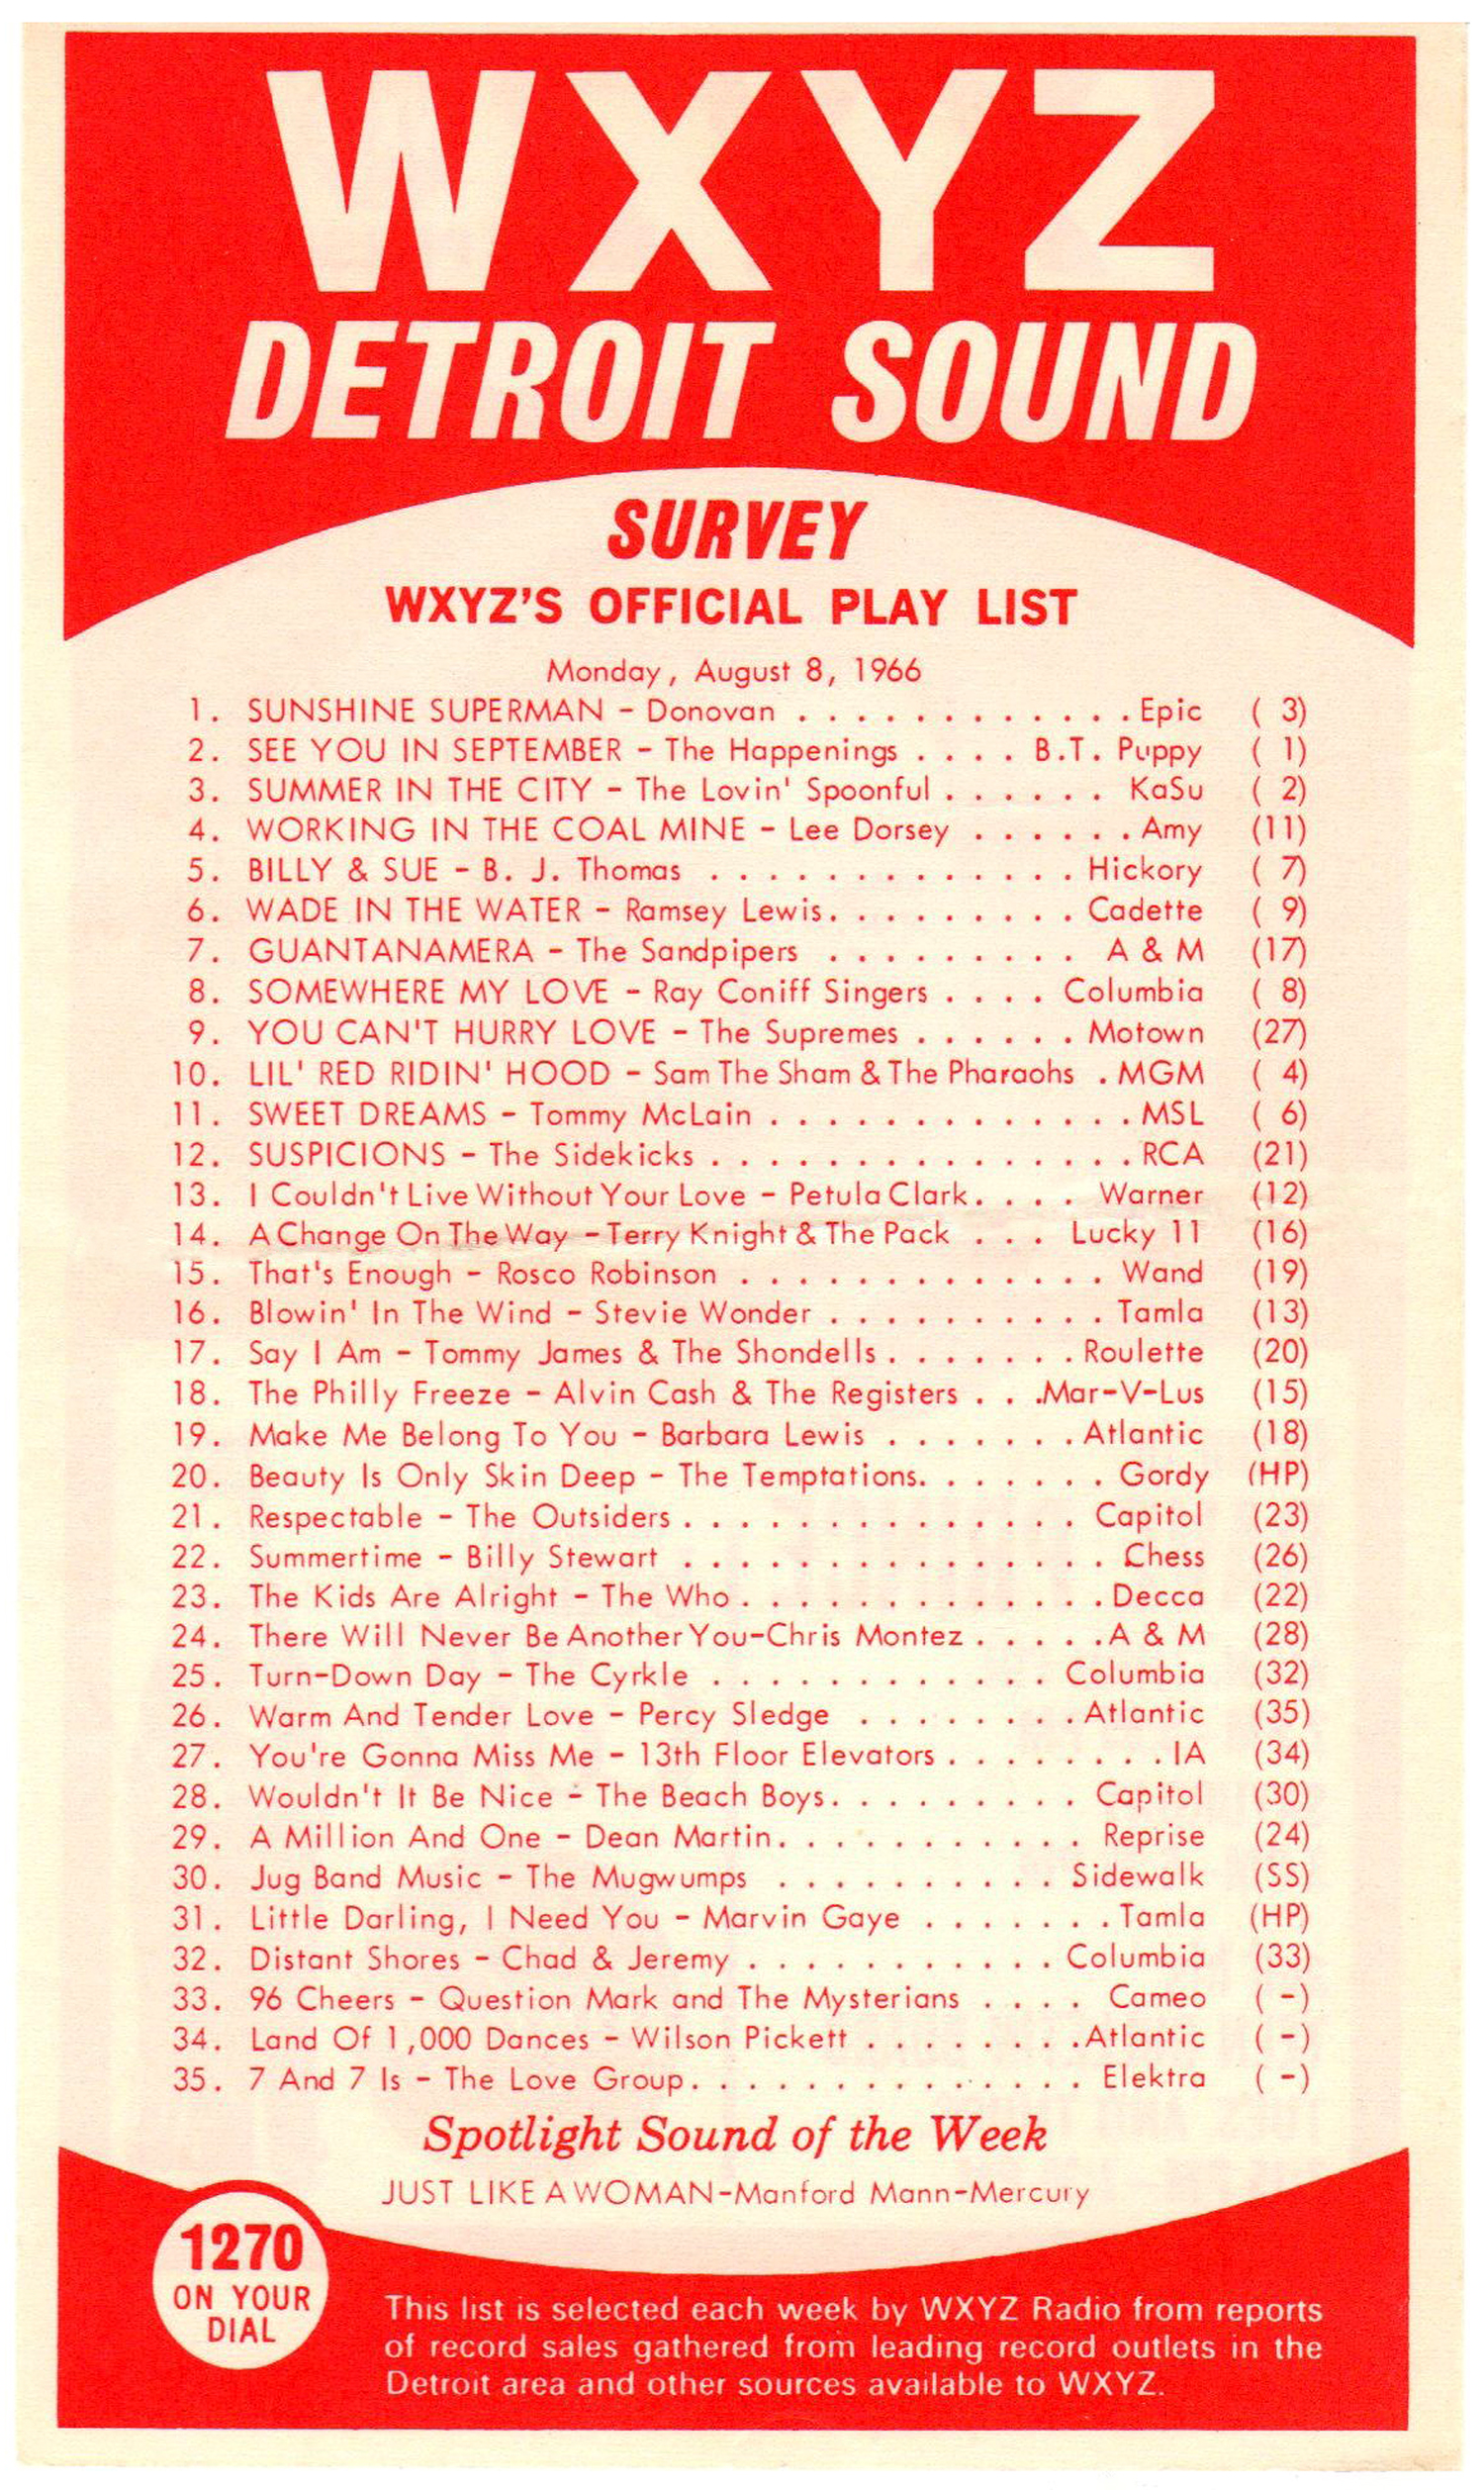 WXYZ
DETROIT SOUND
SURVEY
WXYZ'S OFFICIAL PLAY LIST
Monday, August 8, 1966
1. SUNSHINE SUPERMAN - Donovan . . . . . . . . . . . . Epic ( 3)
2. SEE YOU IN SEPTEMBER - The Happenings . . . . B.T. Puppy ( 1)
3. SUMMER IN THE CITY - The Lovin' Spoonful . . . . . . KaSu ( 2)
4. WORKING IN THE COAL MINE - Lee Dorsey . . . . . . Amy (11)
5. BILLY & SUE - B. J. Thomas . . . . . . . . . . . . . Hickory ( 7)
6. WADE IN THE WATER - Ramsey Lewis. . . . . . . . . Cadette ( 9)
7. GUANTANAMERA - The Sandpipers . . . . . . . . . A & M (17)
8. SOMEWHERE MY LOVE - Ray Coniff Singers . . . . Columbia ( 8)
9. YOU CAN'T HURRY LOVE - The Supremes . . . . . . Motown (27)
10. LIL' RED RIDIN' HOOD - Sam The Sham & The Pharaohs . MGM ( 4)
11. SWEET DREAMS - Tommy McLain . . . . . . . . . . . . . MSL ( 6)
12. SUSPICIONS - The Sidekicks . . . . . . . . . . . . . . . RCA (21)
13. I Couldn't Live Without Your Love - Petula Clark. . . . Warner (12)
14. A Change On The Way - Terry Knight & The Pack . . . Lucky 11 (16)
15. That's Enough - Rosco Robinson . . . . . . . . . . . . . Wand (19)
16. Blowin' In The Wind - Stevie Wonder . . . . . . . . . . Tamla (13)
17. Say I Am - Tommy James & The Shondells . . . . . . . Roulette (20)
18. The Philly Freeze - Alvin Cash & The Registers . . .Mar-V-Lus (15)
19. Make Me Belong To You - Barbara Lewis . . . . . . . Atlantic (18)
20. Beauty Is Only Skin Deep - The Temptations. . . . . . . Gordy (HP)
21. Respectable - The Outsiders . . . . . . . . . . . . . . Capitol (23)
22. Summertime - Billy Stewart . . . . . . . . . . . . . . . Chess (26)
23. The Kids Are Alright - The Who . . . . . . . . . . . . . Decca (22)
24. There Will Never Be Another You-Chris Montez . . . . .A & M (28)
25. Turn-Down Day - The Cyrkle . . . . . . . . . . . . Columbia (32)
26. Warm And Tender Love - Percy Sledge . . . . . . . . Atlantic (35)
27. You're Gonna Miss Me - 13th Floor Elevators . . . . . . . . IA (34)
28. Wouldn't It Be Nice - The Beach Boys. . . . . . . . . Capitol (30)
29. A Million And One - Dean Martin. . . . . . . . . . . Reprise (24)
30. Jug Band Music - The Mugwumps . . . . . . . . . . Sidewalk (SS)
31. Little Darling, I Need You - Marvin Gaye . . . . . . . Tamla (HP)
32. Distant Shores - Chad & Jeremy . . . . . . . . . . . Columbia (33)
33. 96 Cheers - Question Mark and The Mysterians . . . . Cameo ( -)
34. Land Of 1,000 Dances - Wilson Pickett . . . . . . . .Atlantic ( -)
35. 7 And 7 Is - The Love Group. . . . . . . . . . . . . . Elektra ( -)
Spotlight Sound of the Week
JUST LIKE A WOMAN-Manford Mann-Mercury
1270
ON YOUR
DIAL
This list is selected each week by WXYZ Radio from reports
of record sales gathered from leading record outlets in the
Detroit area and other sources available to WXYZ.